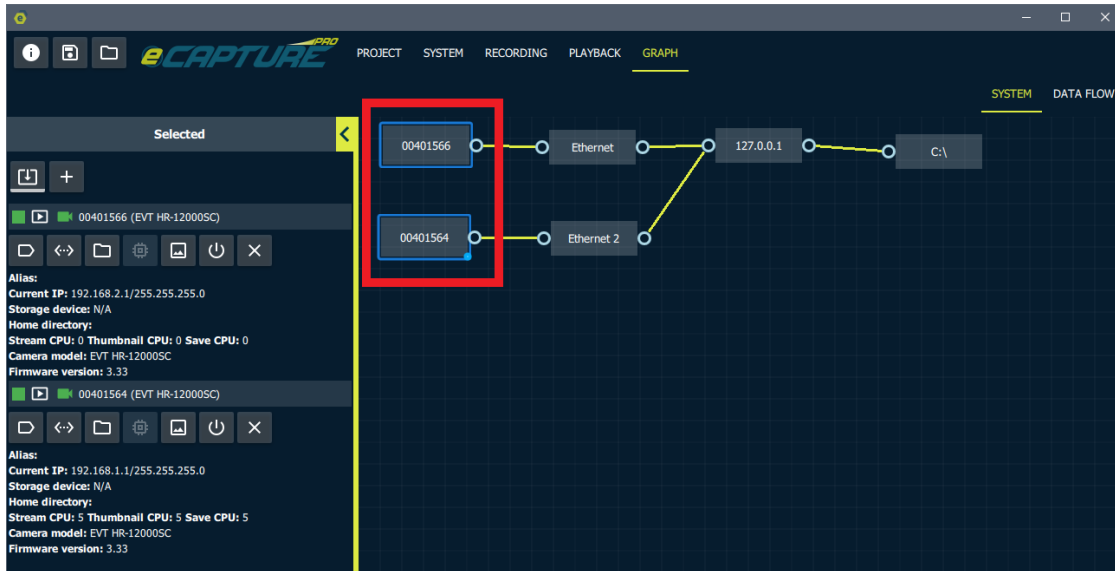 e
eCAPTURE PRO
PROJECT SYSTEM RECORDING PLAYBACK GRAPH
SYSTEM DATA FLOW
Selected
00401566 (EVT HR-12000SC)
Alias:
Current IP: 192.168.2.1/255.255.255.0
Storage device: N/A
Home directory:
Stream CPU: 0 Thumbnail CPU: 0 Save CPU: 0
Camera model: EVT HR-12000SC
Firmware version: 3.33
00401564 (EVT HR-12000SC)
Alias:
Current IP: 192.168.1.1/255.255.255.0
Storage device: N/A
Home directory:
Stream CPU: 5 Thumbnail CPU: 5 Save CPU: 5
Camera model: EVT HR-12000SC
Firmware version: 3.33
00401566 Ethernet 127.0.0.1 C:\
00401564 Ethernet 2